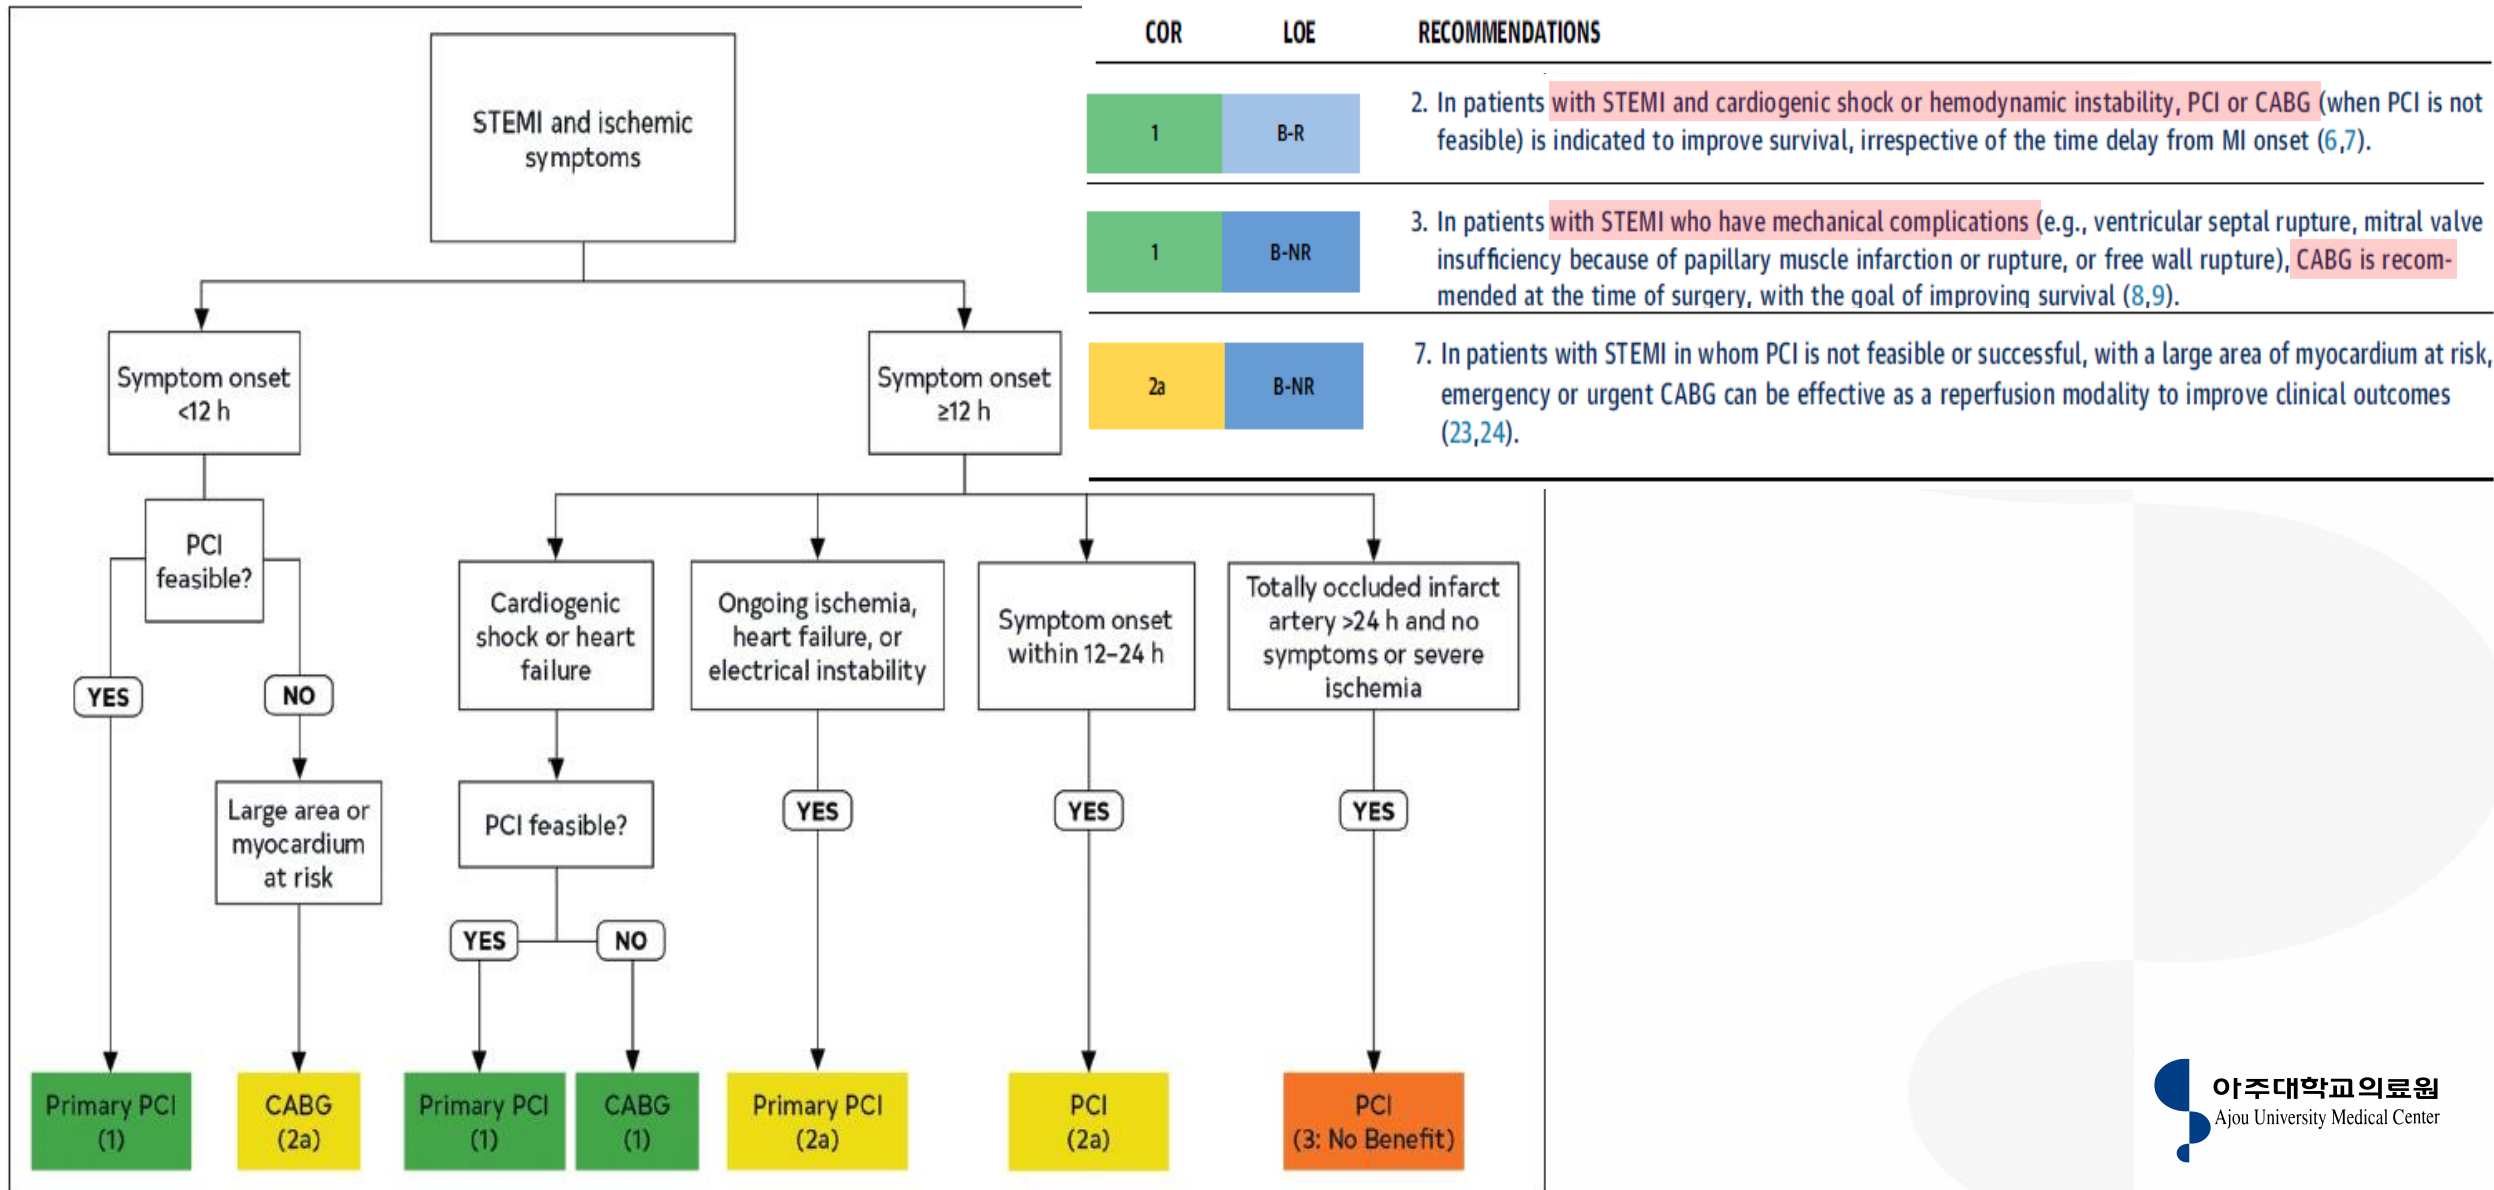 STEMI and ischemic
symptoms
Symptom onset
<12 h
Symptom onset
≥12 h
PCI
feasible?
YES
NO
Large area or
myocardium
at risk
Cardiogenic
shock or heart
failure
Ongoing ischemia,
heart failure, or
electrical instability
Symptom onset
within 12–24 h
Totally occluded infarct
artery >24 h and no
symptoms or severe
ischemia
PCI feasible?
YES
NO
YES
YES
YES
Primary PCI
(1)
CABG
(2a)
Primary PCI
(1)
CABG
(1)
Primary PCI
(2a)
PCI
(2a)
PCI
(3: No Benefit)
COR LOE RECOMMENDATIONS
1 B-R
2. In patients with STEMI and cardiogenic shock or hemodynamic instability, PCI or CABG (when PCI is not
feasible) is indicated to improve survival, irrespective of the time delay from MI onset (6,7).
1 B-NR
3. In patients with STEMI who have mechanical complications (e.g., ventricular septal rupture, mitral valve
insufficiency because of papillary muscle infarction or rupture, or free wall rupture), CABG is recom-
mended at the time of surgery, with the goal of improving survival (8,9).
2a B-NR
7. In patients with STEMI in whom PCI is not feasible or successful, with a large area of myocardium at risk,
emergency or urgent CABG can be effective as a reperfusion modality to improve clinical outcomes
(23,24).
아주대학교의료원
Ajou University Medical Center